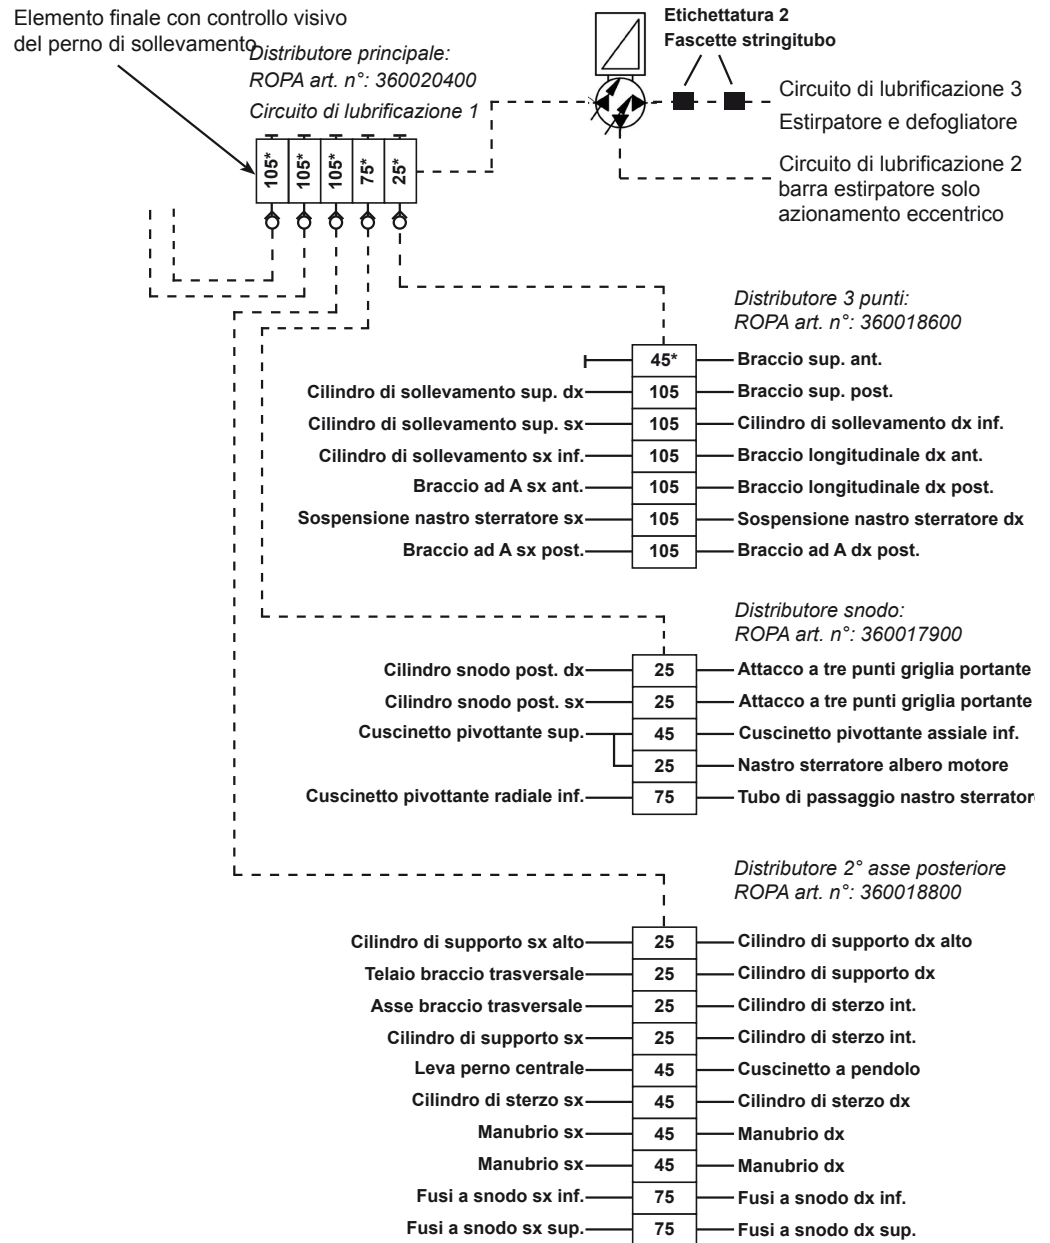 Elemento finale con controllo visivo
del perno di sollevamento
Distributore principale:
ROPA art. n°: 360020400
Circuito di lubrificazione 1
105* 105* 105* 75* 25*
Etichettatura 2
Fascette stringitubo
Circuito di lubrificazione 3
Estirpatore e defogliatore
Circuito di lubrificazione 2
barra estirpatore solo
azionamento eccentrico
Distributore 3 punti:
ROPA art. n°: 360018600
45* Braccio sup. ant.
Cilindro di sollevamento sup. dx 105 Braccio sup. post.
Cilindro di sollevamento sup. sx 105 Cilindro di sollevamento dx inf.
Cilindro di sollevamento sx inf. 105 Braccio longitudinale dx ant.
Braccio ad A sx ant. 105 Braccio longitudinale dx post.
Sospensione nastro sterratore sx 105 Sospensione nastro sterratore dx
Braccio ad A sx post. 105 Braccio ad A dx post.
Distributore snodo:
ROPA art. n°: 360017900
Cilindro snodo post. dx 25 Attacco a tre punti griglia portante
Cilindro snodo post. sx 25 Attacco a tre punti griglia portante
Cuscinetto pivottante sup. 45 Cuscinetto pivottante assiale inf.
25 Nastro sterratore albero motore
Cuscinetto pivottante radiale inf. 75 Tubo di passaggio nastro sterrator
Distributore 2° asse posteriore
ROPA art. n°: 360018800
Cilindro di supporto sx alto 25 Cilindro di supporto dx alto
Telaio braccio trasversale 25 Cilindro di supporto dx
Asse braccio trasversale 25 Cilindro di sterzo int.
Cilindro di supporto sx 25 Cilindro di sterzo int.
Leva perno centrale 45 Cuscinetto a pendolo
Cilindro di sterzo sx 45 Cilindro di sterzo dx
Manubrio sx 45 Manubrio dx
Manubrio sx 45 Manubrio dx
Fusi a snodo sx inf. 75 Fusi a snodo dx inf.
Fusi a snodo sx sup. 75 Fusi a snodo dx sup.